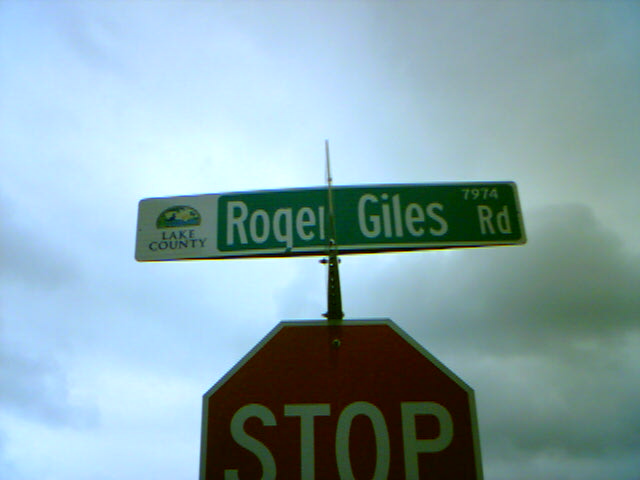 LAKE
COUNTY
Roger Giles Rd
7974
STOP